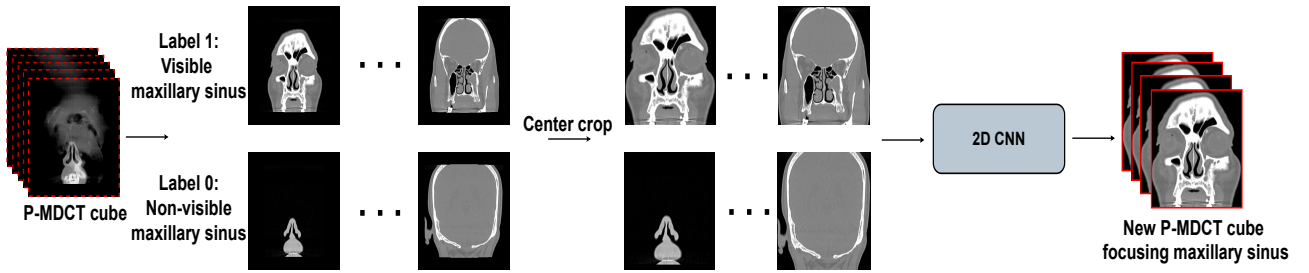 P-MDCT cube
Label 1:
Visible
maxillary sinus
Label 0:
Non-visible
maxillary sinus
Center crop
2D CNN
New P-MDCT cube
focusing maxillary sinus